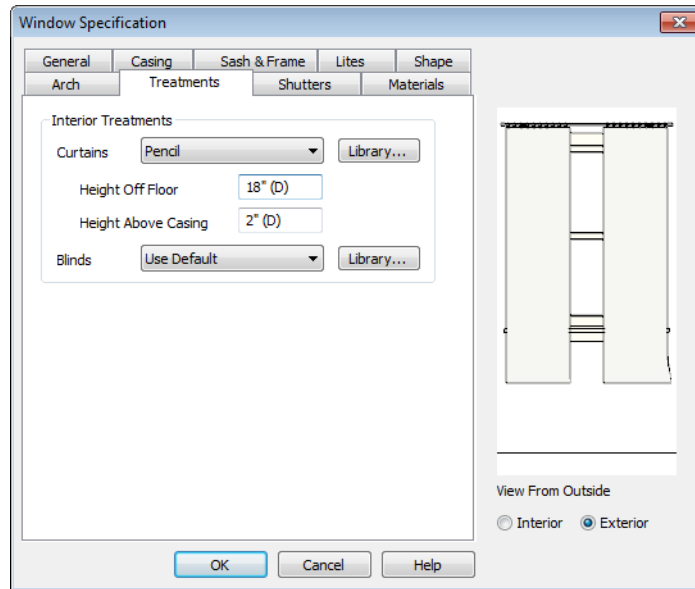 Window Specification
General Casing Sash & Frame Lites Shape
Arch Treatments Shutters Materials
Interior Treatments
Curtains Pencil Library...
Height Off Floor 18" (D)
Height Above Casing 2" (D)
Blinds Use Default Library...
View From Outside
Interior Exterior
OK Cancel Help